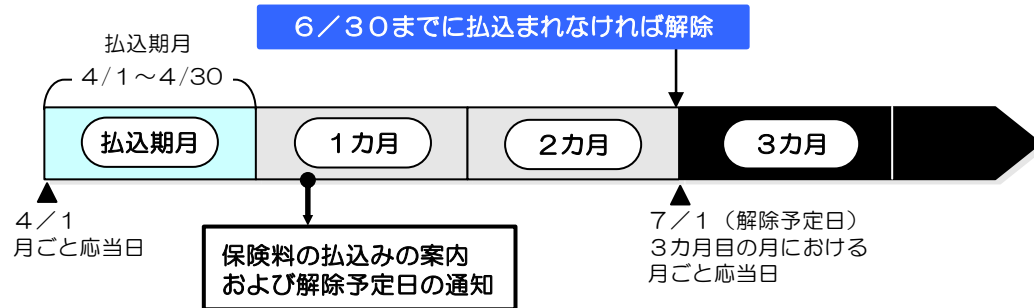 ６／３０までに払込まれなければ解除
払込期月
４/１～４/３０
払込期月
１カ月
２カ月
３カ月
４／１
月ごと応当日
保険料の払込みの案内
および解除予定日の通知
７／１（解除予定日）
３カ月目の月における
月ごと応当日